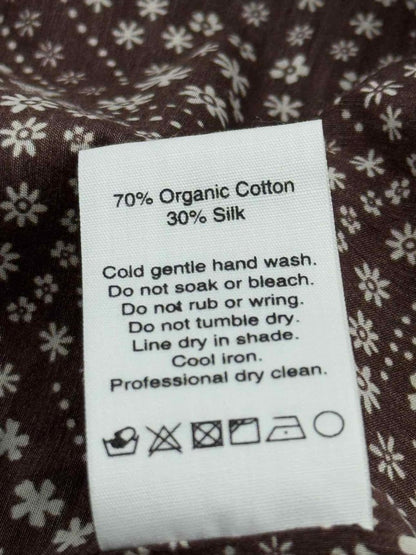 70% Organic Cotton
30% Silk
Cold gentle hand wash.
Do not soak or bleach.
Do not rub or wring.
Do not tumble dry.
Line dry in shade.
Cool iron.
Professional dry clean.